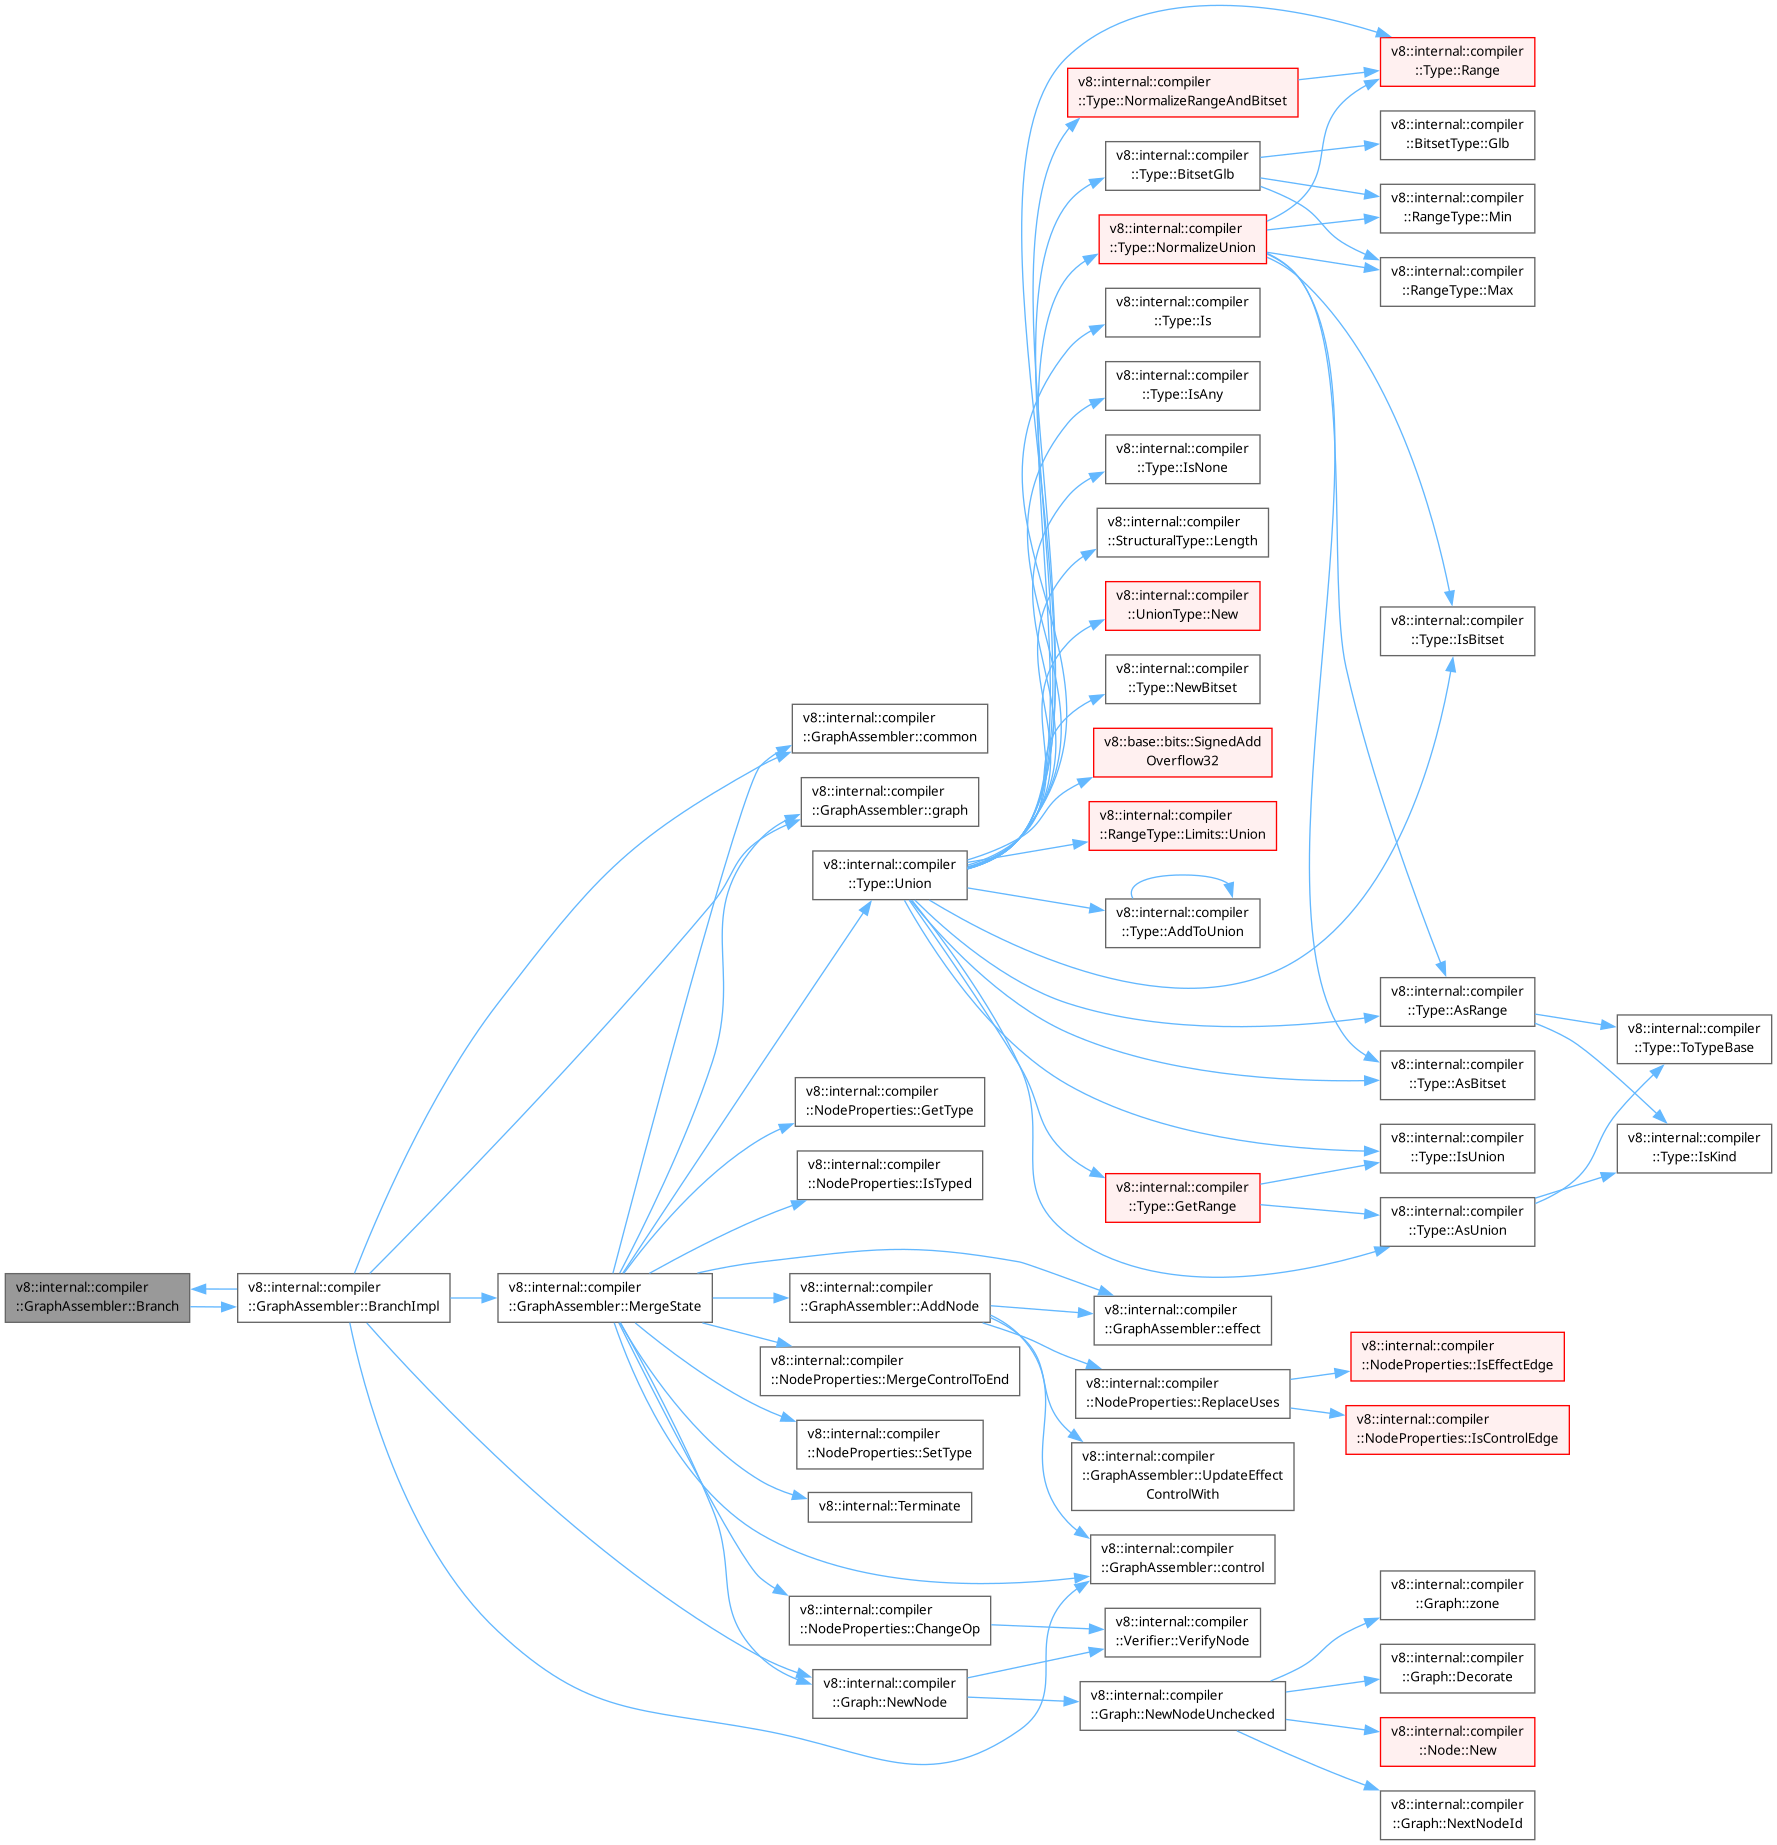 v8::internal::compiler
::Type::Range
v8::internal::compiler
::Type::NormalizeRangeAndBitset
v8::internal::compiler
::BitsetType::Glb
v8::internal::compiler
::Type::BitsetGlb
v8::internal::compiler
::RangeType::Min
v8::internal::compiler
::Type::NormalizeUnion
v8::internal::compiler
::RangeType::Max
v8::internal::compiler
::Type::Is
v8::internal::compiler
::Type::IsAny
v8::internal::compiler
::Type::IsNone
v8::internal::compiler
::StructuralType::Length
v8::internal::compiler
::UnionType::New
v8::internal::compiler
::Type::IsBitset
v8::internal::compiler
::Type::NewBitset
v8::internal::compiler
::GraphAssembler::common
v8::base::bits::SignedAdd
Overflow32
v8::internal::compiler
::GraphAssembler::graph
v8::internal::compiler
::RangeType::Limits::Union
v8::internal::compiler
::Type::Union
v8::internal::compiler
::Type::AddToUnion
v8::internal::compiler
::Type::AsRange
v8::internal::compiler
::Type::ToTypeBase
v8::internal::compiler
::Type::AsBitset
v8::internal::compiler
::NodeProperties::GetType
v8::internal::compiler
::Type::IsUnion
v8::internal::compiler
::Type::IsKind
v8::internal::compiler
::NodeProperties::IsTyped
v8::internal::compiler
::Type::GetRange
v8::internal::compiler
::Type::AsUnion
v8::internal::compiler
::GraphAssembler::Branch
v8::internal::compiler
::GraphAssembler::BranchImpl
v8::internal::compiler
::GraphAssembler::MergeState
v8::internal::compiler
::GraphAssembler::AddNode
v8::internal::compiler
::GraphAssembler::effect
v8::internal::compiler
::NodeProperties::MergeControlToEnd
v8::internal::compiler
::NodeProperties::ReplaceUses
v8::internal::compiler
::NodeProperties::IsEffectEdge
v8::internal::compiler
::NodeProperties::IsControlEdge
v8::internal::compiler
::NodeProperties::SetType
v8::internal::compiler
::GraphAssembler::UpdateEffect
ControlWith
v8::internal::Terminate
v8::internal::compiler
::GraphAssembler::control
v8::internal::compiler
::NodeProperties::ChangeOp
v8::internal::compiler
::Graph::zone
v8::internal::compiler
::Verifier::VerifyNode
v8::internal::compiler
::Graph::Decorate
v8::internal::compiler
::Graph::NewNode
v8::internal::compiler
::Graph::NewNodeUnchecked
v8::internal::compiler
::Node::New
v8::internal::compiler
::Graph::NextNodeId